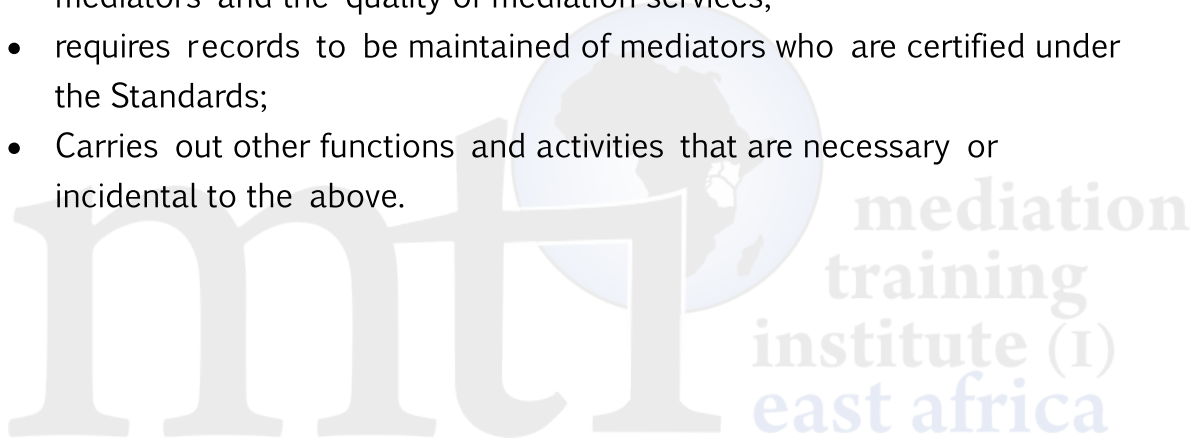 mediators and the quality of mediation services;
• requires records to be maintained of mediators who are certified under
the Standards;
• Carries out other functions and activities that are necessary or
incidental to the above.
mti
mediation
training
institute (I)
east africa